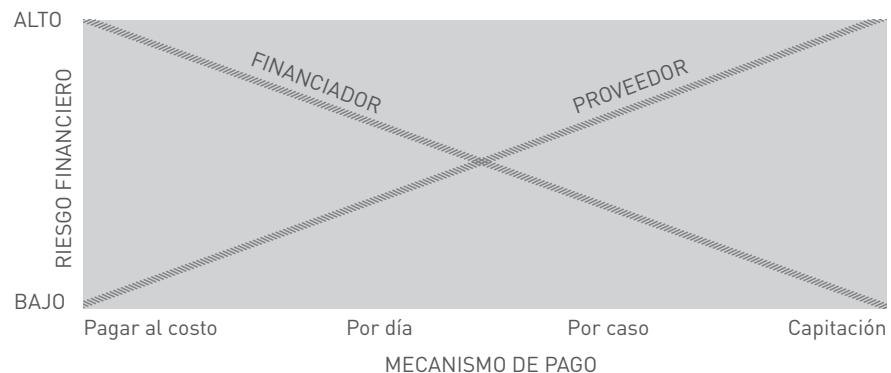 ALTO
FINANCIADOR
PROVEEDOR
RIESGO FINANCIERO
BAJO
Pagar al costo
Por día
Por caso
Capitación
MECANISMO DE PAGO